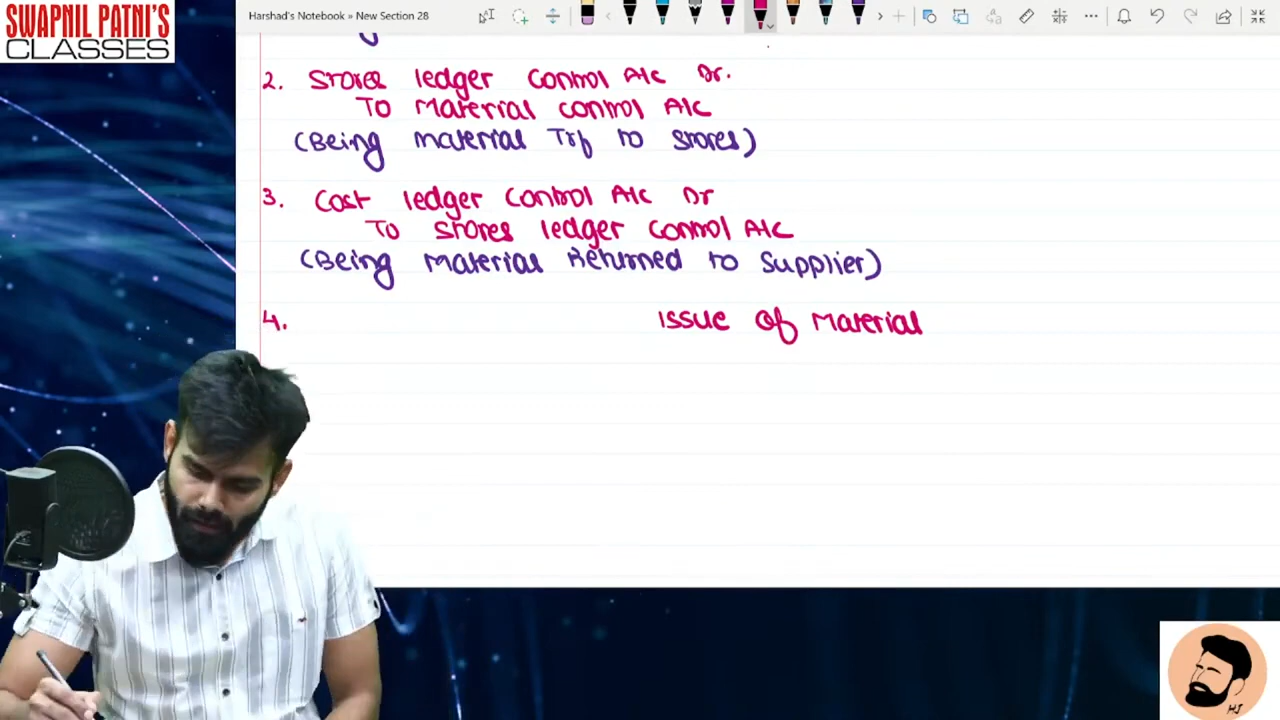 SWAPNIL PATNI'S
CLASSES
Harshad's Notebook » New Section 28
2. Stores ledger control A/c Dr.
To Material control A/c
(Being material Trf to stores)
3. Cost ledger control A/c Dr
To stores ledger control A/c
(Being Material Returned to Supplier)
4. Issue of Material
HJ